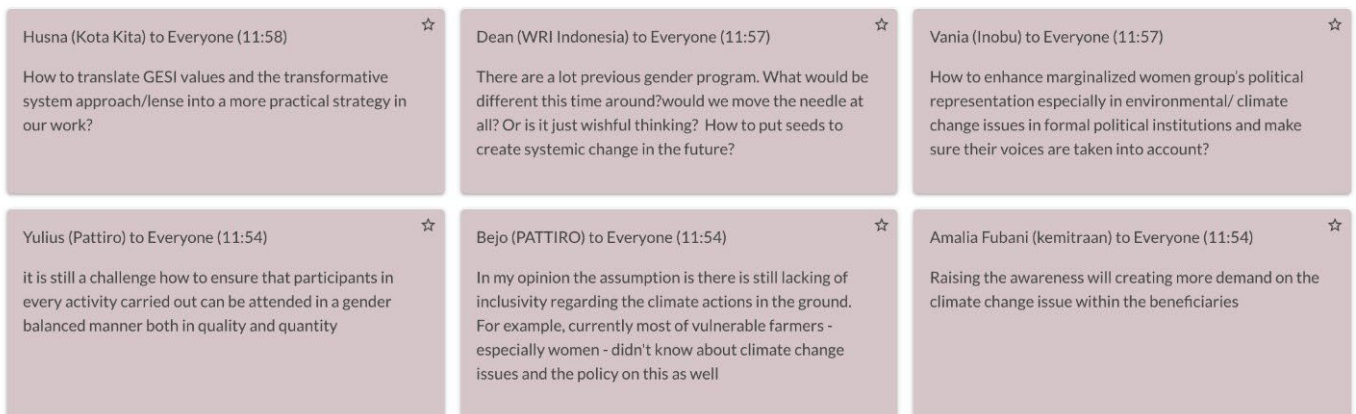 Husna (Kota Kita) to Everyone (11:58)
How to translate GESI values and the transformative
system approach/lense into a more practical strategy in
our work?
Dean (WRI Indonesia) to Everyone (11:57)
There are a lot previous gender program. What would be
different this time around?would we move the needle at
all? Or is it just wishful thinking? How to put seeds to
create systemic change in the future?
Vania (Inobu) to Everyone (11:57)
How to enhance marginalized women group's political
representation especially in environmental/ climate
change issues in formal political institutions and make
sure their voices are taken into account?
Yulius (Pattiro) to Everyone (11:54)
it is still a challenge how to ensure that participants in
every activity carried out can be attended in a gender
balanced manner both in quality and quantity
Bejo (PATTIRO) to Everyone (11:54)
In my opinion the assumption is there is still lacking of
inclusivity regarding the climate actions in the ground.
For example, currently most of vulnerable farmers -
especially women - didn't know about climate change
issues and the policy on this as well
Amalia Fubani (kemitraan) to Everyone (11:54)
Raising the awareness will creating more demand on the
climate change issue within the beneficiaries